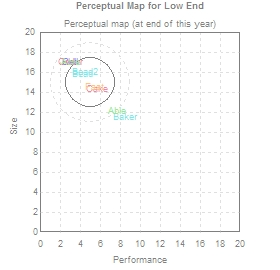 Perceptual Map for Low End
Perceptual map (at end of this year)
20
18
16
14
12
10
8
6
4
2
0
Size
Cake
Able
Baker
0 2 4 6 8 10 12 14 16 18 20
Performance